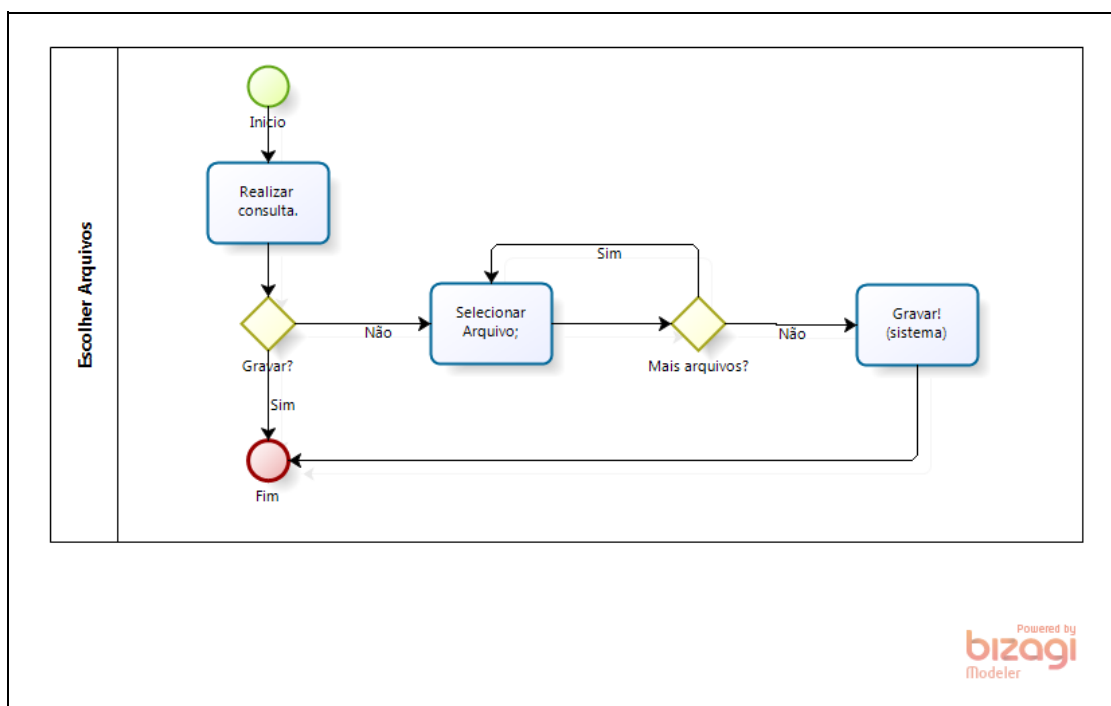 Escolher Arquivos
Inicio
Realizar
consulta.
Gravar?
Não
Sim
Selecionar
Arquivo;
Sim
Mais arquivos?
Não
Gravar!
(sistema)
Fim
Powered by
bizagi
Modeler